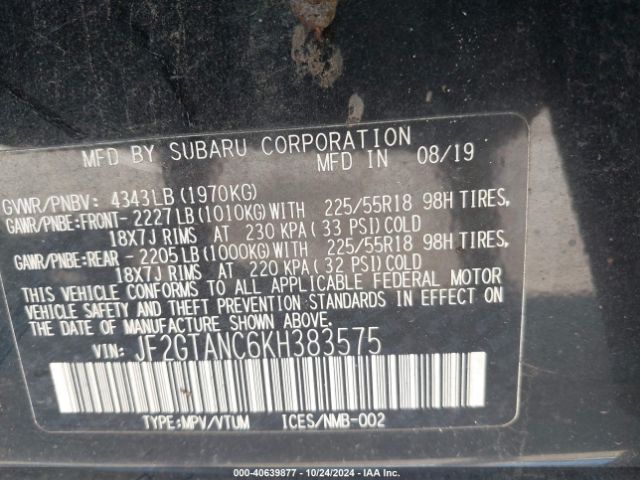 MFD BY SUBARU CORPORATION
MFD IN 08/19
GVWR/PNBV: 4343LB(1970KG)
GAWR/PNBE:FRONT-2227LB(1010KG)WITH 225/55R18 98H TIRES,
18X7J RIMS AT 230 KPA(33 PSI)COLD
GAWR/PNBE:REAR -2205LB(1000KG)WITH 225/55R18 98H TIRES,
18X7J RIMS AT 220 KPA(32 PSI)COLD
THIS VEHICLE CONFORMS TO ALL APPLICABLE FEDERAL MOTOR
VEHICLE SAFETY AND THEFT PREVENTION STANDARDS IN EFFECT ON
THE DATE OF MANUFACTURE SHOWN ABOVE.
VIN: JF2GTANC6KH383575
TYPE:MPV/VTUM ICES/NMB-002
000-40639877 - 10/24/2024 - IAA Inc.